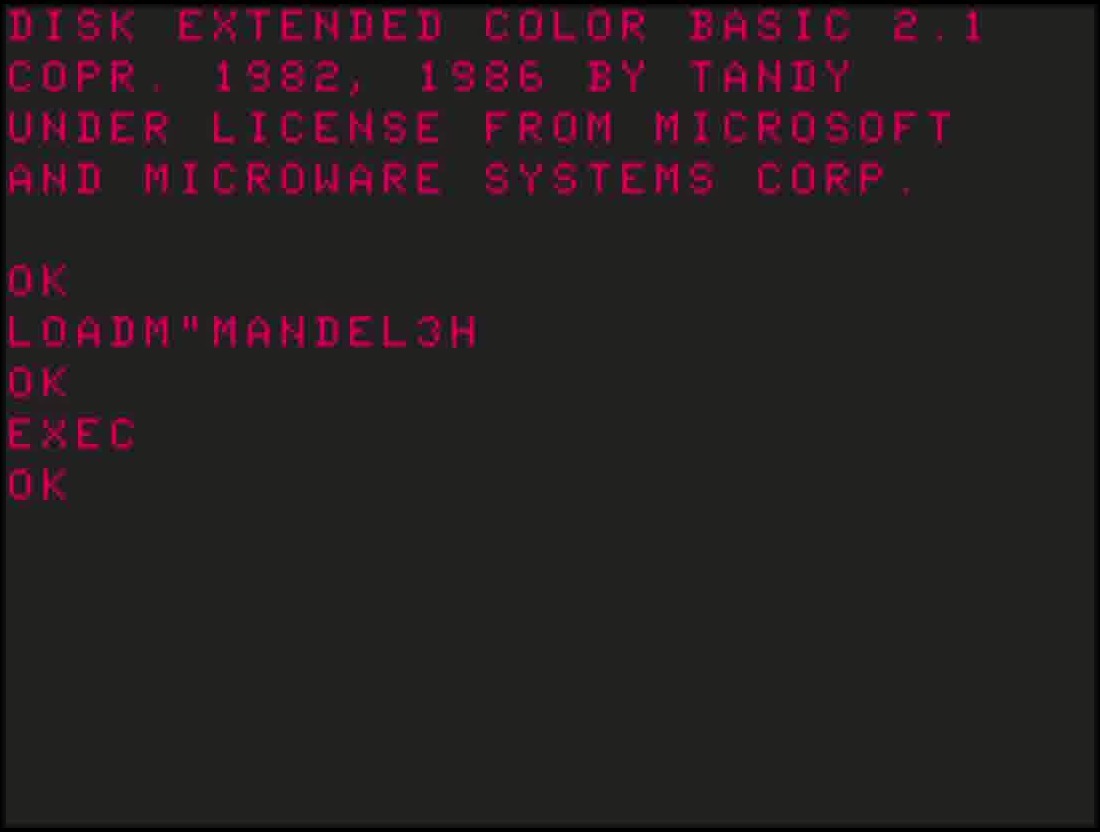 DISK EXTENDED COLOR BASIC 2.1
COPR. 1982, 1986 BY TANDY
UNDER LICENSE FROM MICROSOFT
AND MICROWARE SYSTEMS CORP.
OK
LOADM"MANDEL3H
OK
EXEC
OK